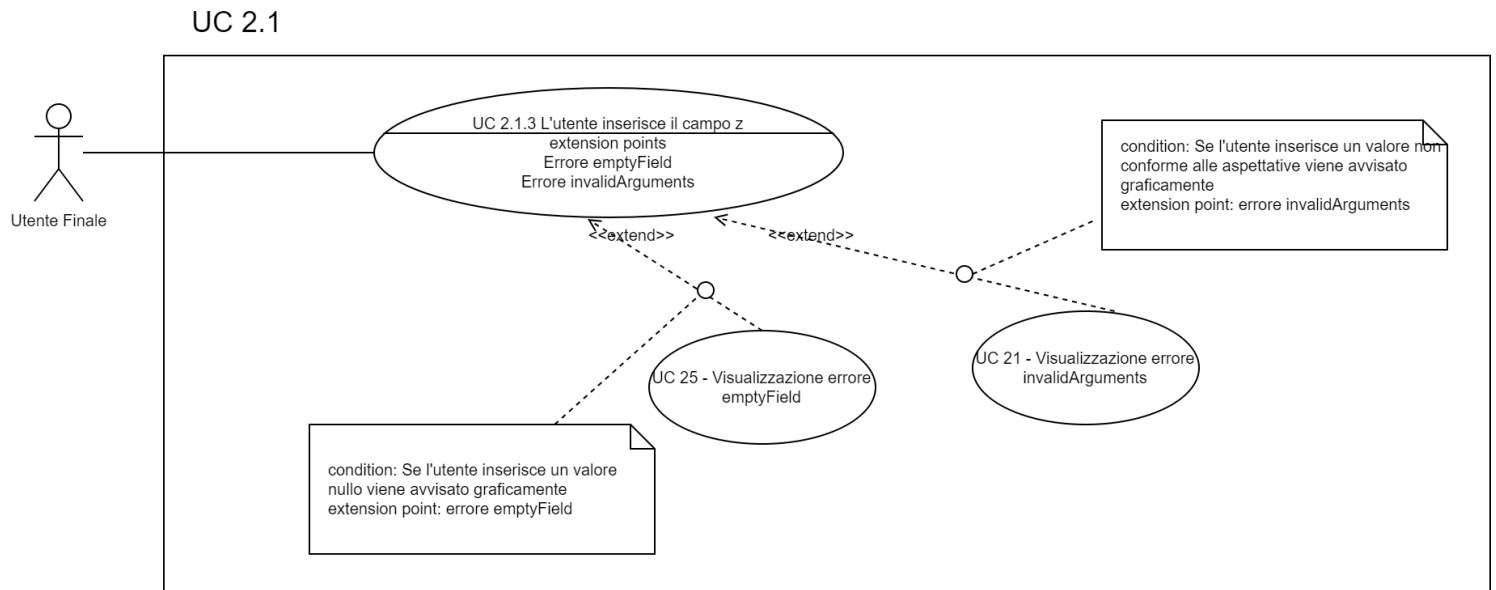 UC 2.1
Utente Finale
UC 2.1.3 L'utente inserisce il campo z
extension points
Errore emptyField
Errore invalidArguments
condition: Se l'utente inserisce un valore non
conforme alle aspettative viene avvisato
graficamente
extension point: errore invalidArguments
<<extend>>
<<extend>>
UC 25 - Visualizzazione errore
emptyField
UC 21 - Visualizzazione errore
invalidArguments
condition: Se l'utente inserisce un valore
nullo viene avvisato graficamente
extension point: errore emptyField